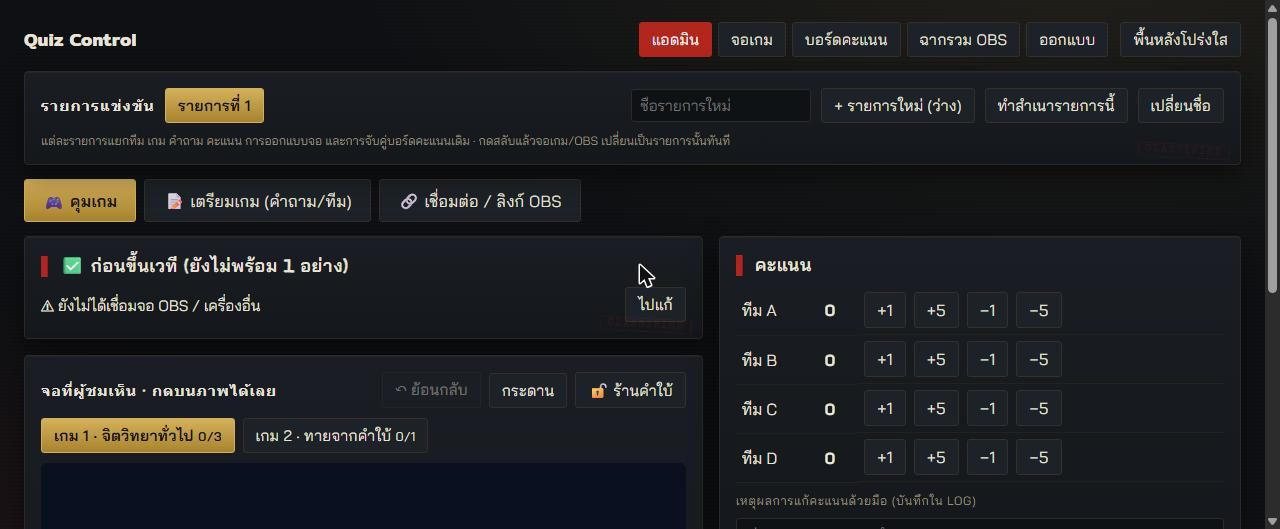 Quiz Control
แอดมิน
จอเกม
บอร์ดคะแนน
ฉากรวม OBS
ออกแบบ
พื้นหลังโปร่งใส
รายการแข่งขัน
รายการที่ 1
ชื่อรายการใหม่
+ รายการใหม่ (ว่าง)
ทำสำเนารายการนี้
เปลี่ยนชื่อ
แต่ละรายการแยกทีม เกม คำถาม คะแนน การออกแบบจอ และการจับคู่บอร์ดคะแนนเดิม · กดสลับแล้วจอเกม/OBS เปลี่ยนเป็นรายการนั้นทันที
🎮 คุมเกม
📝 เตรียมเกม (คำถาม/ทีม)
🔗 เชื่อมต่อ / ลิงก์ OBS
✅ ก่อนขึ้นเวที (ยังไม่พร้อม 1 อย่าง)
⚠ ยังไม่ได้เชื่อมจอ OBS / เครื่องอื่น
ไปแก้
จอที่ผู้ชมเห็น · กดบนภาพได้เลย
↶ ย้อนกลับ
กระดาน
🔓 ร้านคำใบ้
เกม 1 · จิตวิทยาทั่วไป 0/3
เกม 2 · ทายจากคำใบ้ 0/1
คะแนน
ทีม A 0 +1 +5 −1 −5
ทีม B 0 +1 +5 −1 −5
ทีม C 0 +1 +5 −1 −5
ทีม D 0 +1 +5 −1 −5
เหตุผลการแก้คะแนนด้วยมือ (บันทึกใน LOG)